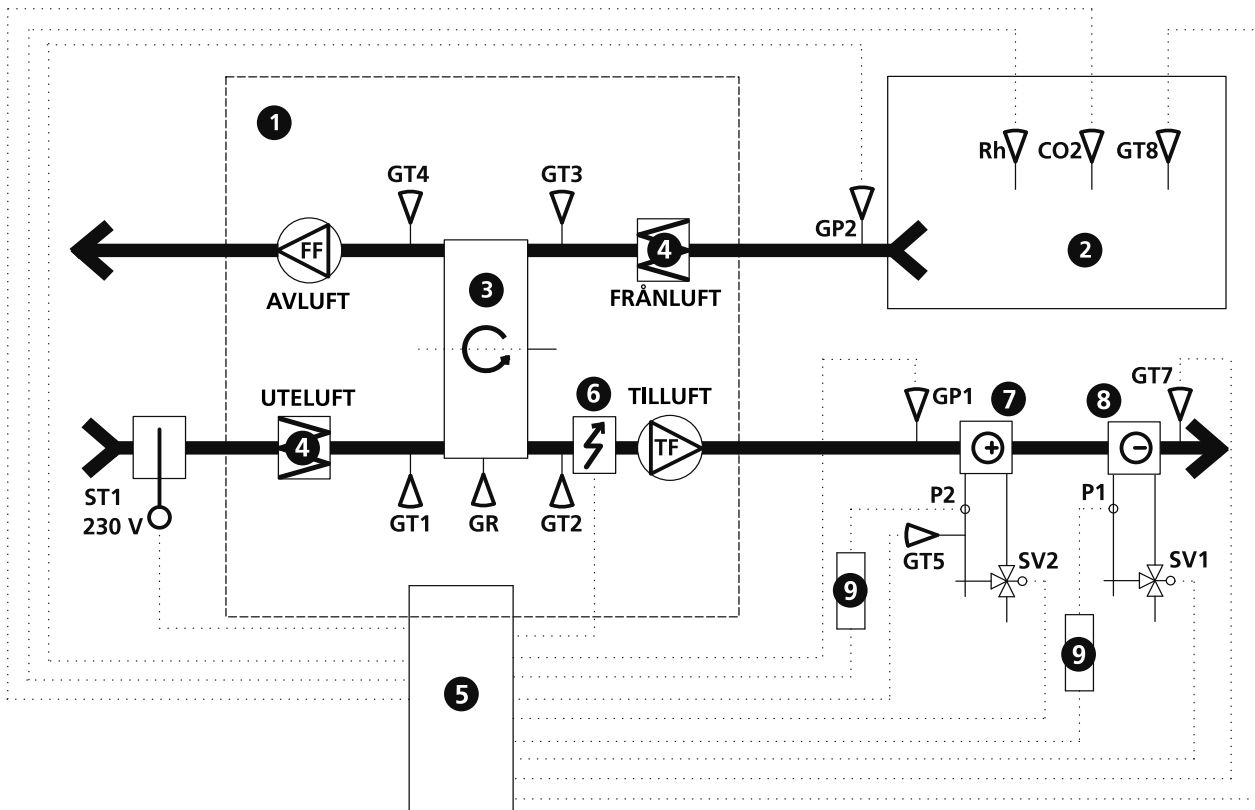 1
Rh
CO2
GT8
GT4
GT3
GP2
FF
4
2
AVLUFT
3
FRÅNLUFT
UTELUFT
6
TILLUFT
GP1
7
8
GT7
4
TF
ST1
230 V
GT1
GR
GT2
P2
P1
GT5
SV2
SV1
9
9
5